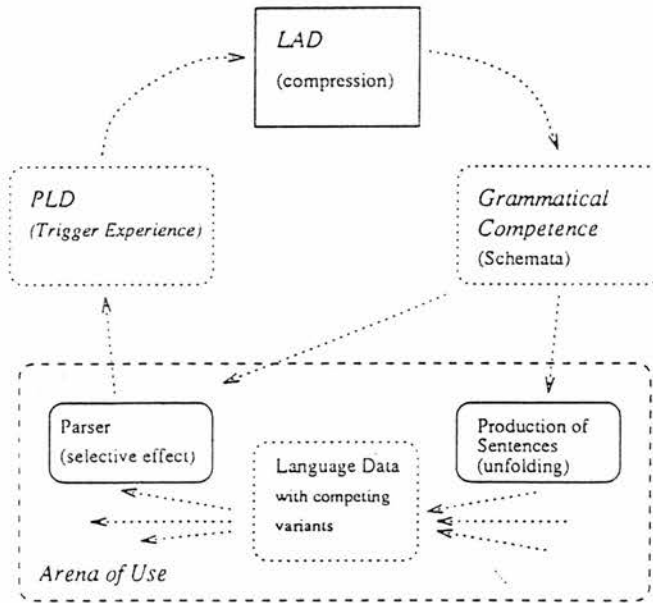 LAD
(compression)
PLD
(Trigger Experience)
Grammatical
Competence
(Schemata)
Parser
(selective effect)
Language Data
with competing
variants
Production of
Sentences
(unfolding)
Arena of Use